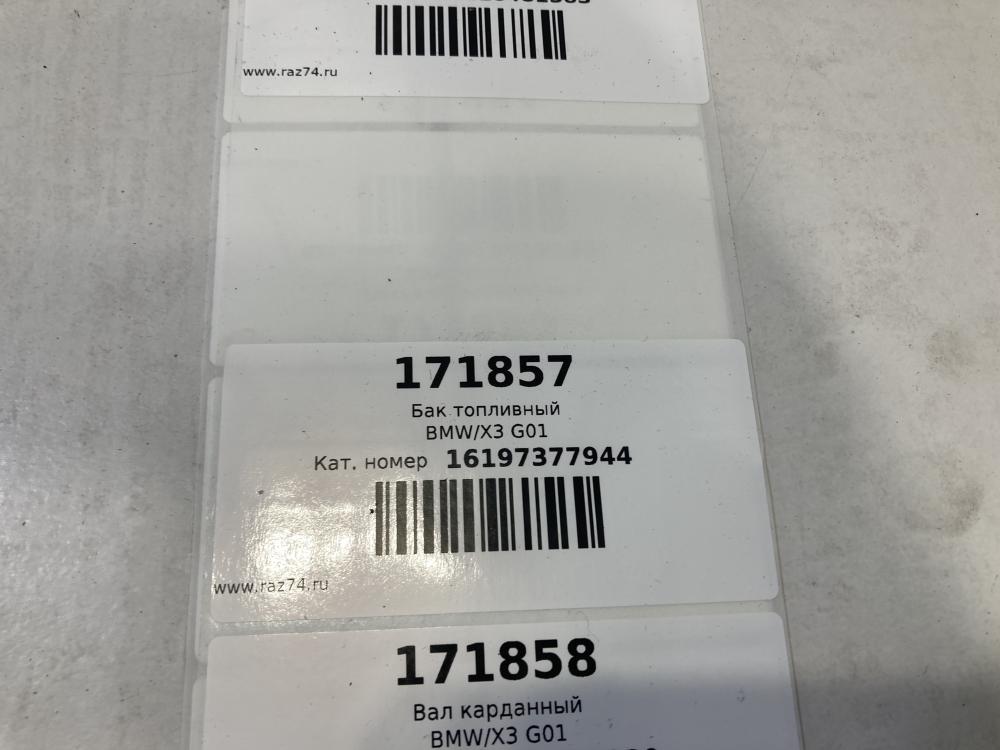 www.raz74.ru
171857
Бак топливный
BMW/X3 G01
Кат. номер 16197377944
www.raz74.ru
171858
Вал карданный
BMW/X3 G01